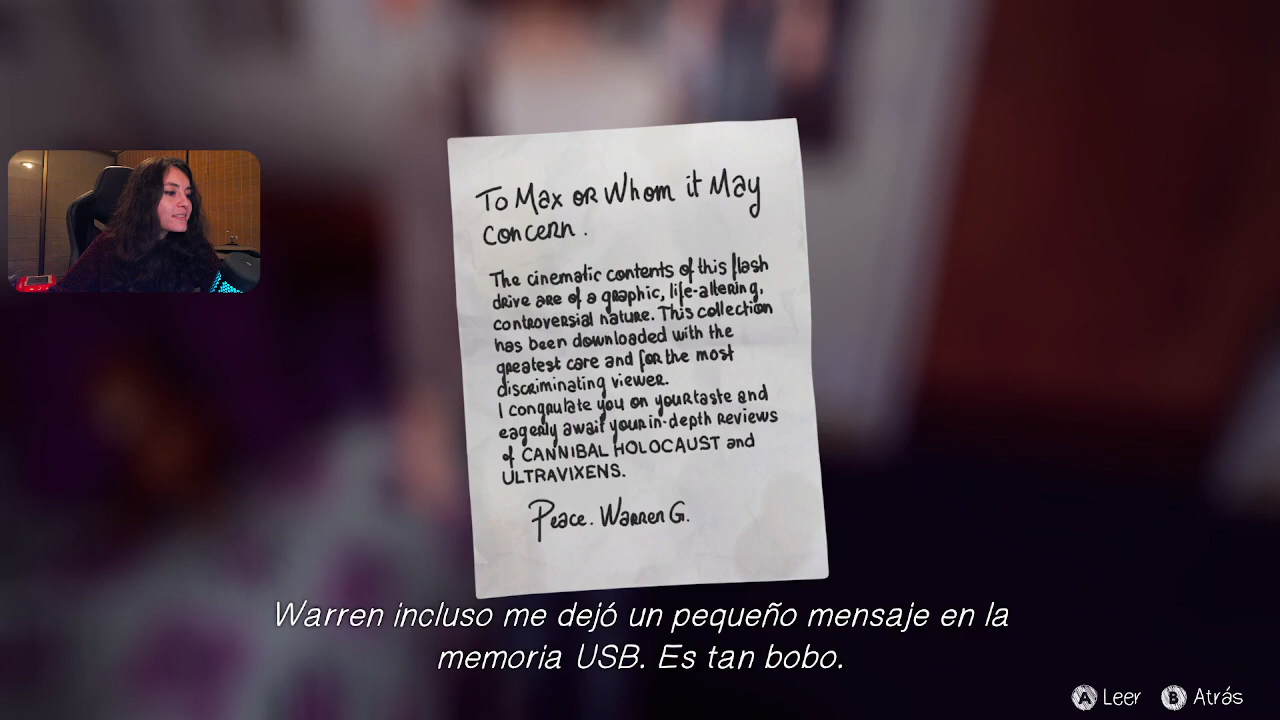 To Max or Whom it May
Concern.
The cinematic contents of this flash
drive are of a graphic, life-altering,
controversial nature. This collection
has been downloaded with the
greatest care and for the most
discriminating viewer.
I congrulate you on your taste and
eagerly await your in-depth reviews
of CANNIBAL HOLOCAUST and
ULTRAVIXENS.
Peace. Warren G.
Warren incluso me dejó un pequeño mensaje en la
memoria USB. Es tan bobo.
A Leer B Atrás